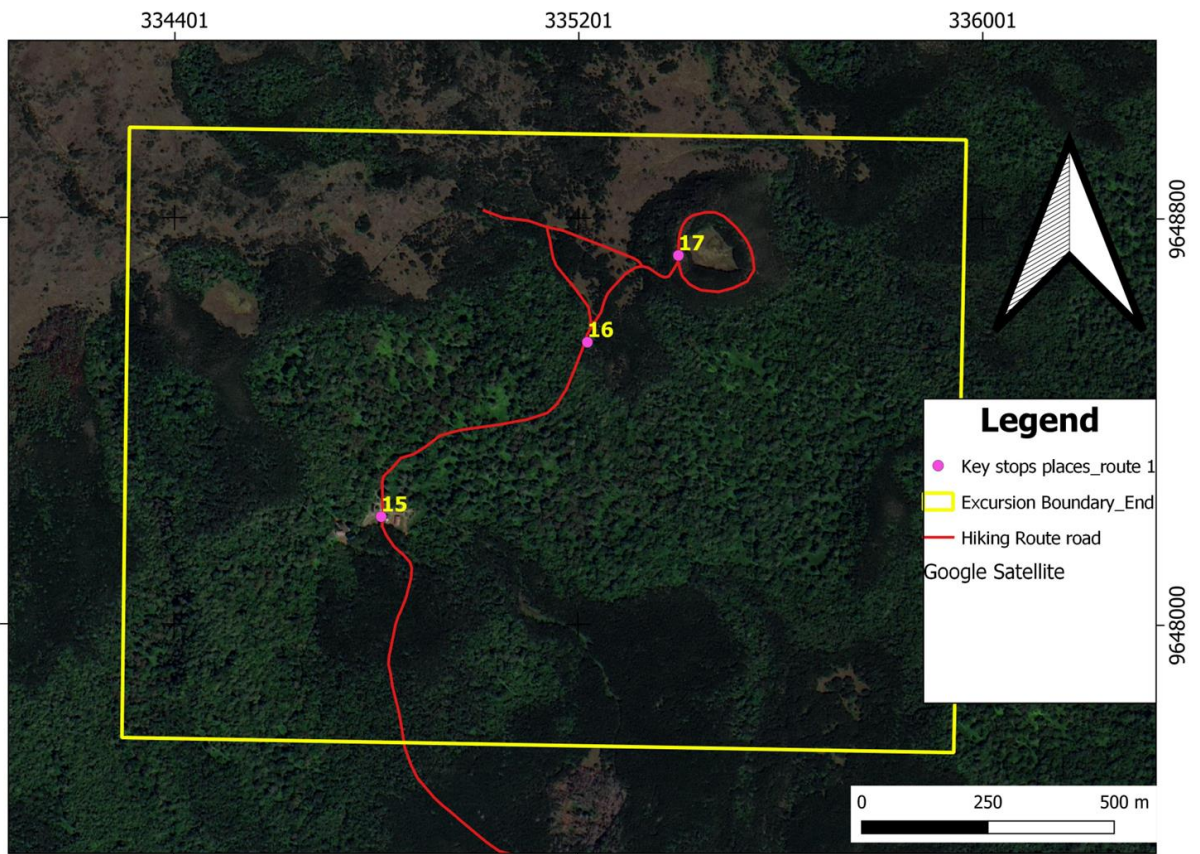 334401 335201 336001
9648800
17
16
Legend
Key stops places_route 1
15
Excursion Boundary_End
Hiking Route road
Google Satellite
9648000
0 250 500 m